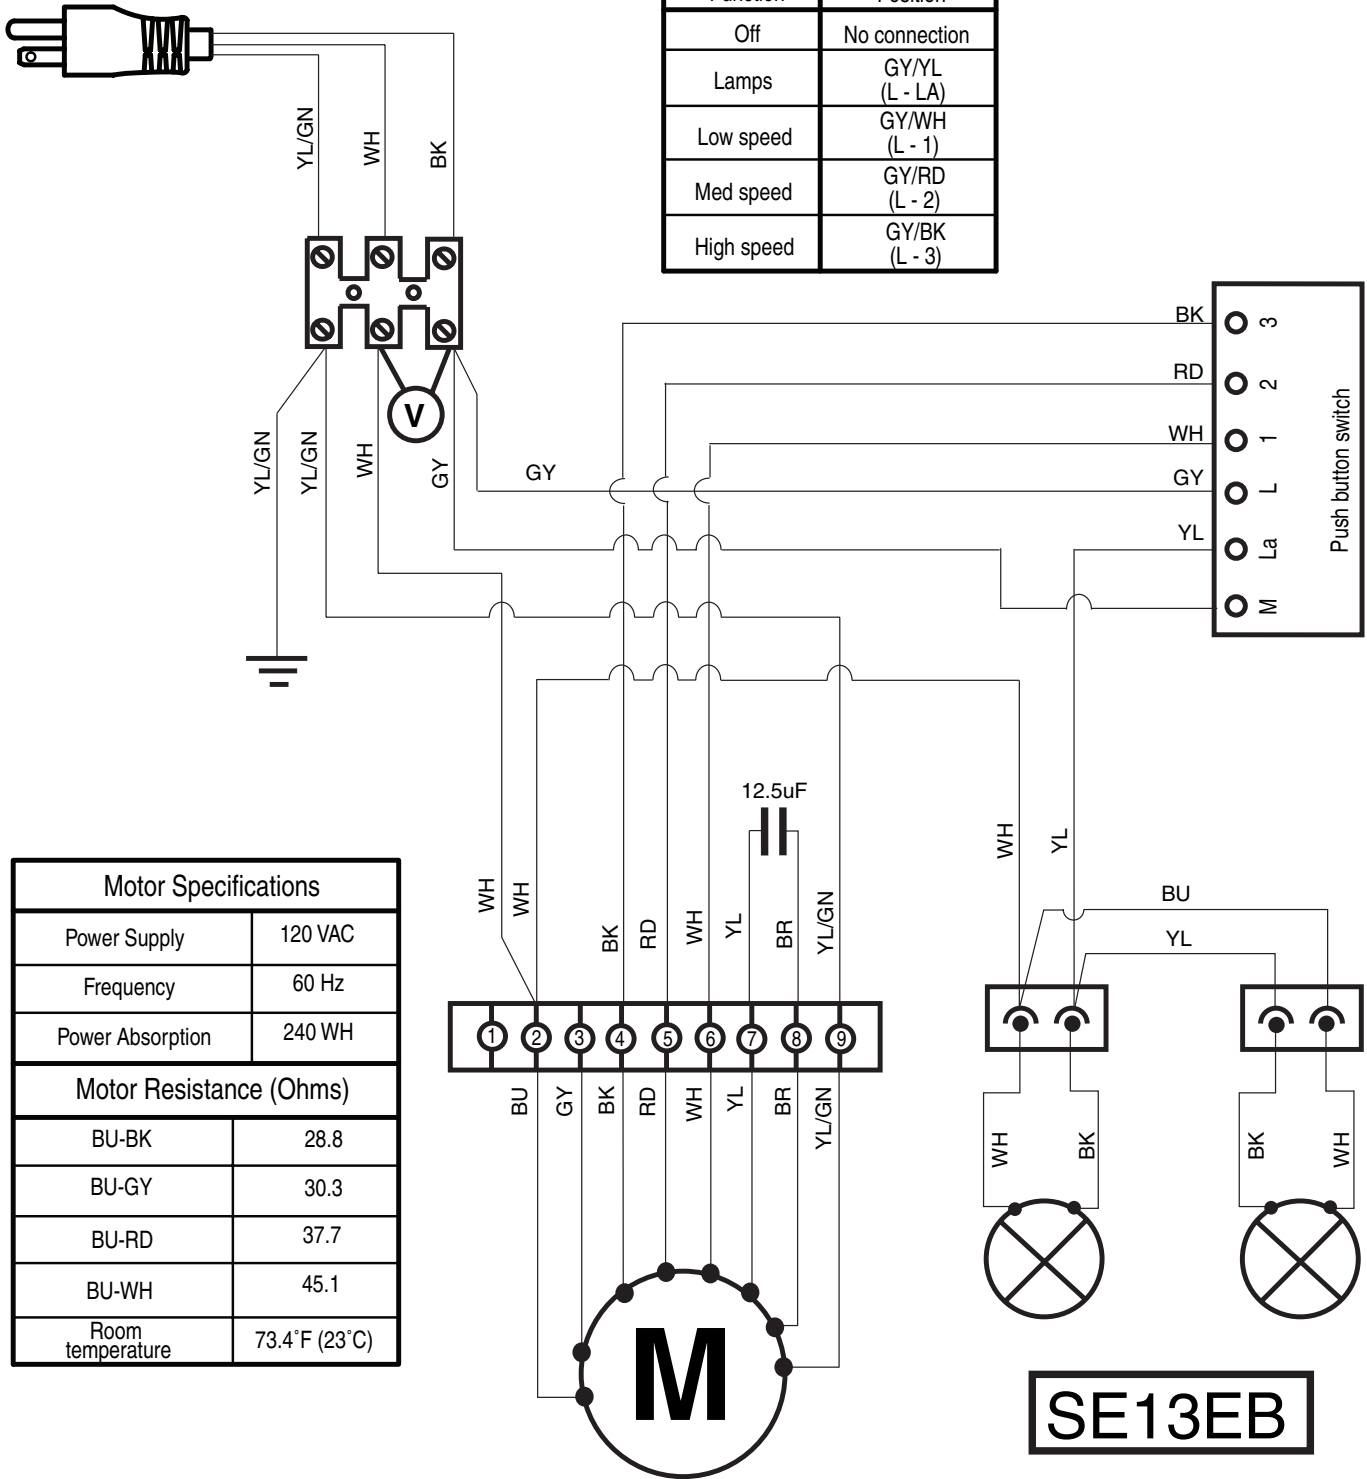 Function Position
Off No connection
Lamps GY/YL
(L - LA)
Low speed GY/WH
(L - 1)
Med speed GY/RD
(L - 2)
High speed GY/BK
(L - 3)
YL/GN WH BK
V
YL/GN YL/GN WH GY
GY
BK 3
RD 2
WH 1
GY L
YL La
M
Push button switch
12.5uF
WH WH BK RD WH YL BR YL/GN
WH YL
BU
YL
1 2 3 4 5 6 7 8 9
BU GY BK RD WH YL BR YL/GN
WH BK BK WH
M
Motor Specifications
Power Supply 120 VAC
Frequency 60 Hz
Power Absorption 240 WH
Motor Resistance (Ohms)
BU-BK 28.8
BU-GY 30.3
BU-RD 37.7
BU-WH 45.1
Room
temperature 73.4˚F (23˚C)
SE13EB